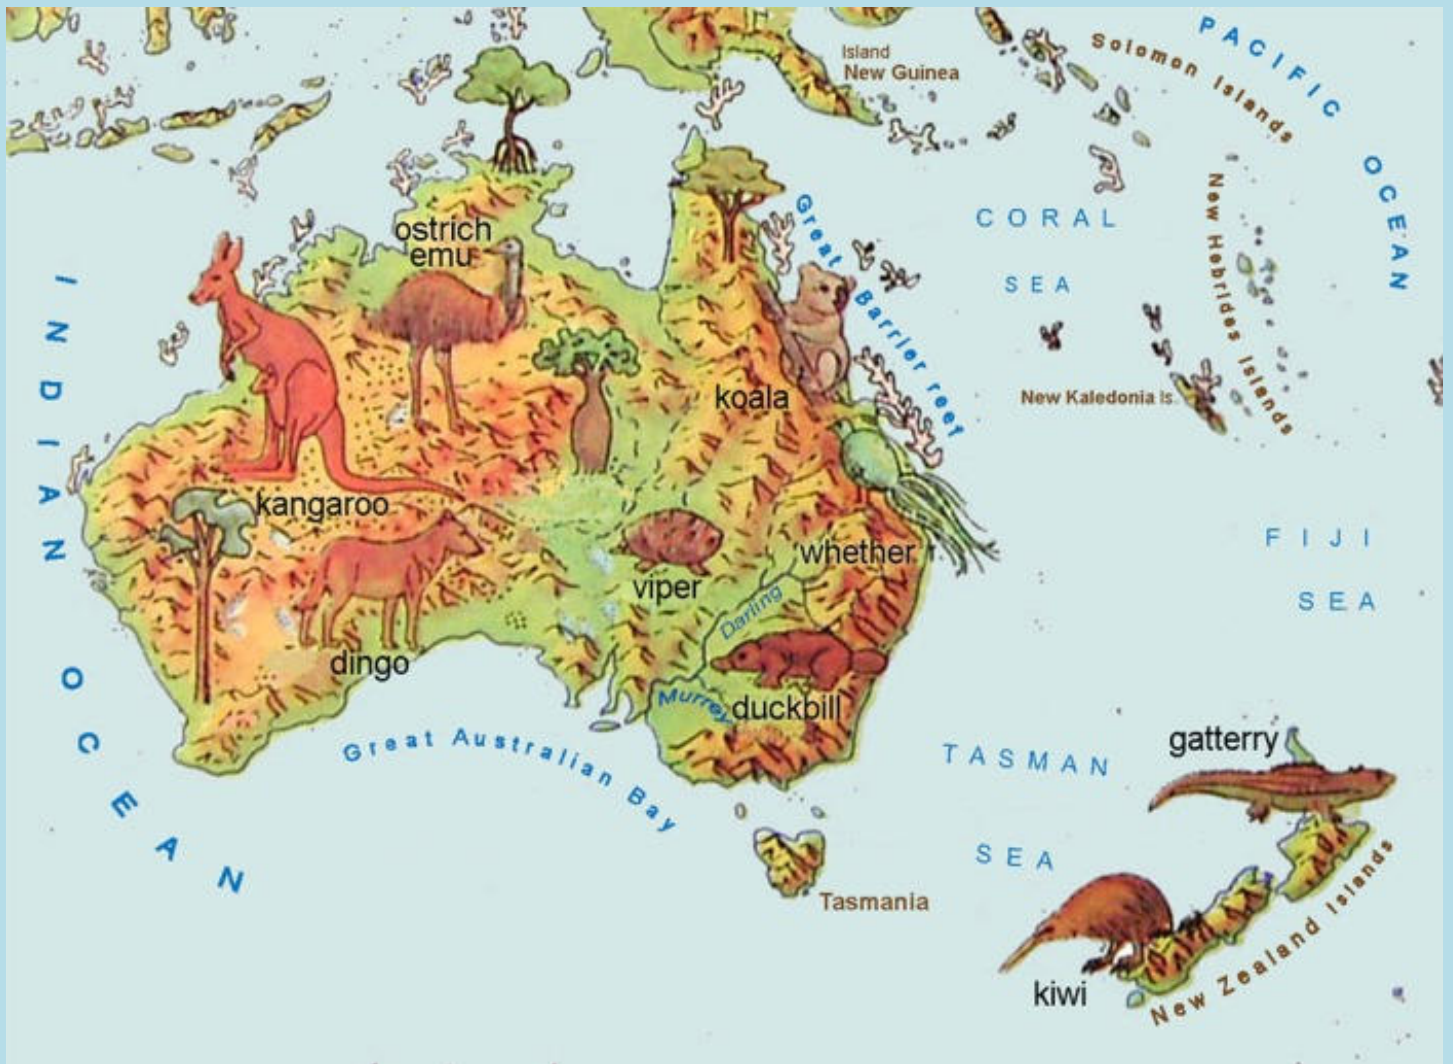 Island
New Guinea
Solomon Islands
PACIFIC
OCEAN
New Hebrides Islands
CORAL
SEA
Great Barrier reef
ostrich
emu
INDIAN
OCEAN
koala
New Kaledonia Is.
kangaroo
whether
viper
FIJI
SEA
Darling
dingo
Murrey
duckbill
Great Australian Bay
TASMAN
SEA
gatterry
Tasmania
kiwi
New Zealand Islands